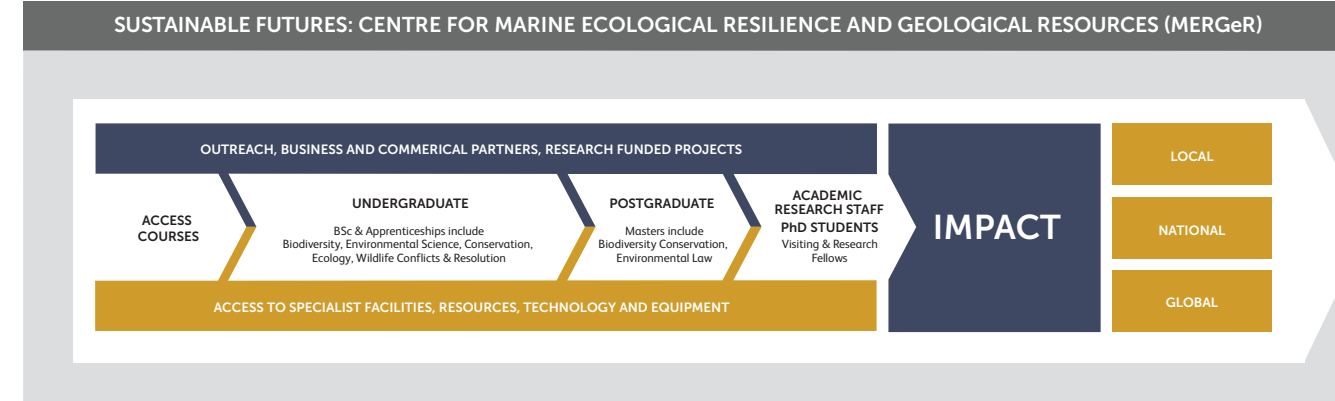 SUSTAINABLE FUTURES: CENTRE FOR MARINE ECOLOGICAL RESILIENCE AND GEOLOGICAL RESOURCES (MERGeR)
OUTREACH, BUSINESS AND COMMERICAL PARTNERS, RESEARCH FUNDED PROJECTS
ACCESS
COURSES
UNDERGRADUATE
BSc & Apprenticeships include
Biodiversity, Environmental Science, Conservation,
Ecology, Wildlife Conflicts & Resolution
POSTGRADUATE
Masters include
Biodiversity Conservation,
Environmental Law
ACADEMIC
RESEARCH STAFF
PhD STUDENTS
Visiting & Research
Fellows
ACCESS TO SPECIALIST FACILITIES, RESOURCES, TECHNOLOGY AND EQUIPMENT
IMPACT
LOCAL
NATIONAL
GLOBAL